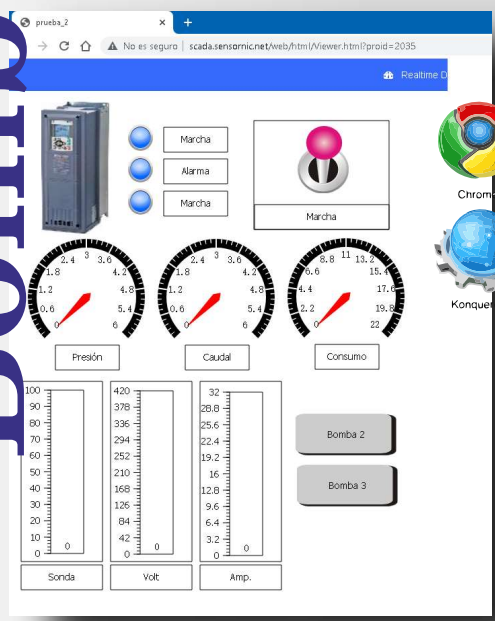 prueba_2
No es seguro | scada.sensornic.net/web/html/Viewer.html?proid=2035
Realtime D
Marcha
Alarma
Marcha
Marcha
0 0.6 1.2 1.8 2.4 3 3.6 4.2 4.8 5.4 6
0 0.6 1.2 1.8 2.4 3 3.6 4.2 4.8 5.4 6
0 2.2 4.4 6.6 8.8 11 13.2 15.4 17.6 19.8 22
Presión
Caudal
Consumo
100
90
80
70
60
50
40
30
20
10
0
0
Sonda
420
378
336
294
252
210
168
126
84
42
0
0
Volt
32
28.8
25.6
22.4
19.2
16
12.8
9.6
6.4
3.2
0
0
Amp.
Bomba 2
Bomba 3
Chrom
Konquer